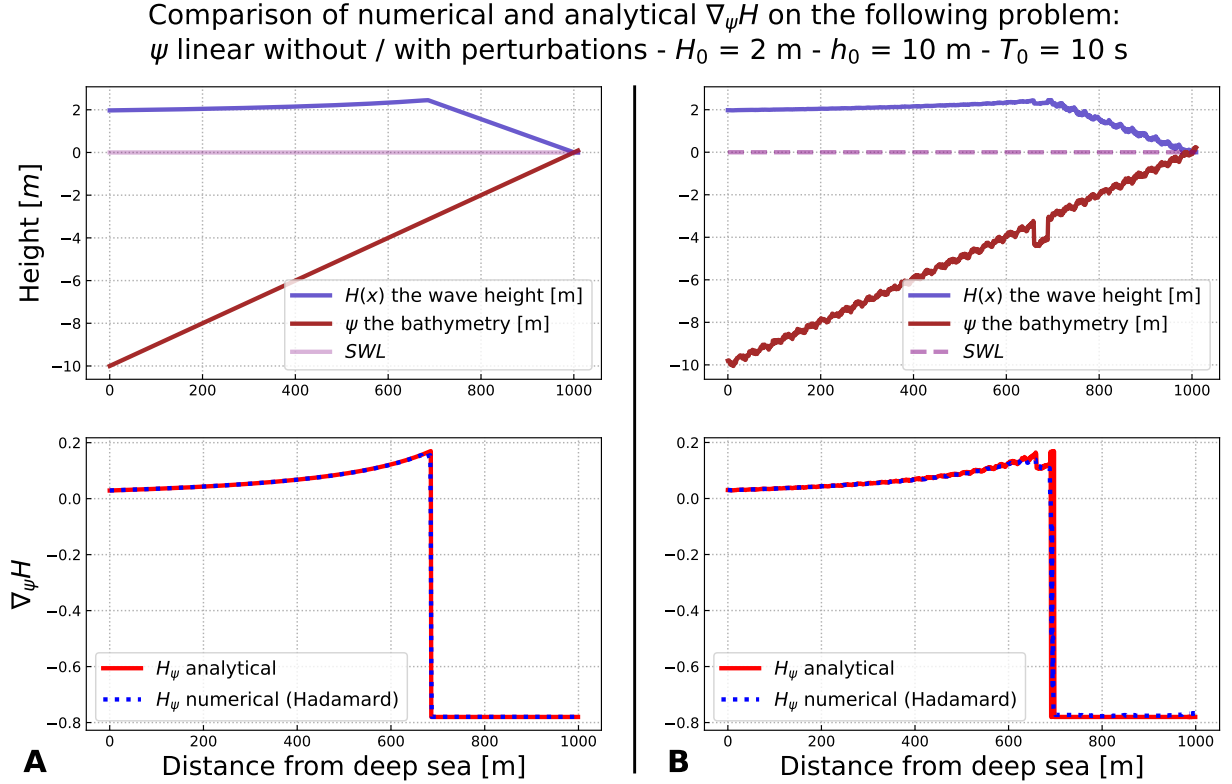 Comparison of numerical and analytical ∇ψH on the following problem:
ψ linear without / with perturbations - H0 = 2 m - h0 = 10 m - T0 = 10 s
Height [m]
2
0
−2
−4
−6
−8
−10
0
200
400
600
800
1000
H(x) the wave height [m]
ψ the bathymetry [m]
SWL
2
0
−2
−4
−6
−8
−10
0
200
400
600
800
1000
H(x) the wave height [m]
ψ the bathymetry [m]
SWL
∇ψH
0.2
0.0
−0.2
−0.4
−0.6
−0.8
0
200
400
600
800
1000
Hψ analytical
Hψ numerical (Hadamard)
A
Distance from deep sea [m]
0.2
0.0
−0.2
−0.4
−0.6
−0.8
0
200
400
600
800
1000
Hψ analytical
Hψ numerical (Hadamard)
B
Distance from deep sea [m]